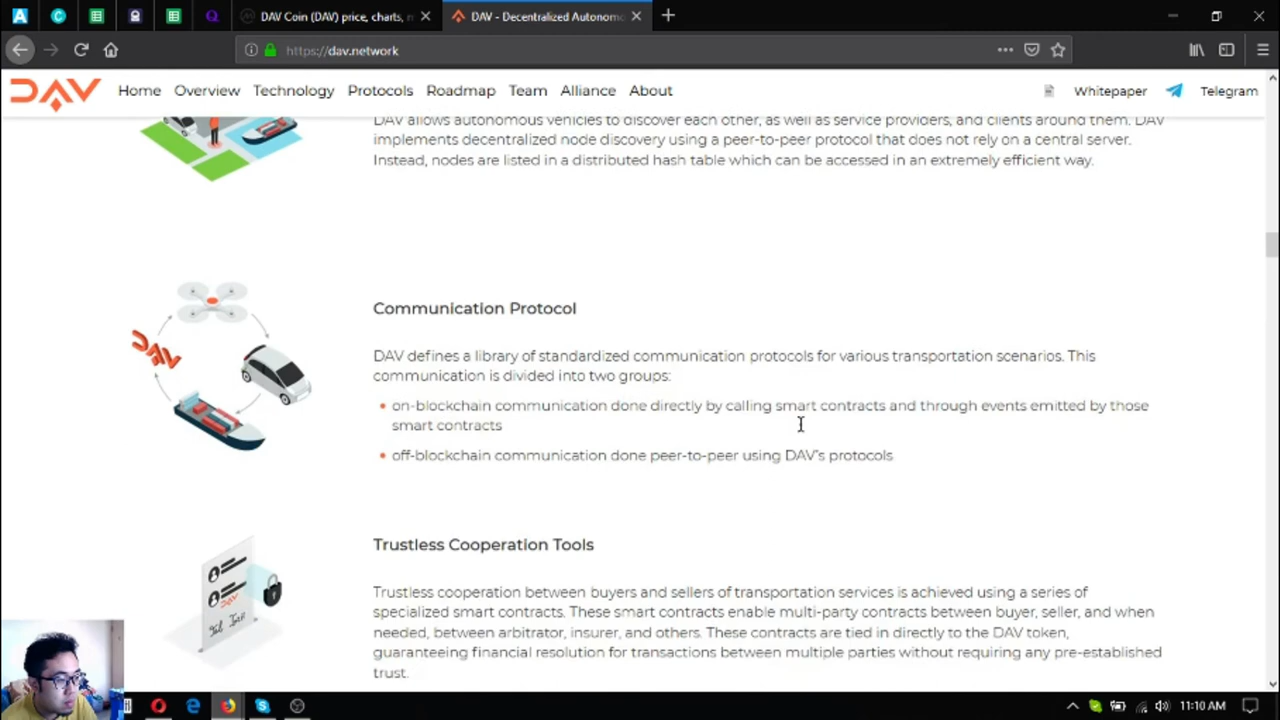 DAV Coin (DAV) price, charts, m
DAV - Decentralized Autonomo
https://dav.network
DAV
Home
Overview
Technology
Protocols
Roadmap
Team
Alliance
About
Whitepaper
Telegram
DAV allows autonomous vehicles to discover each other, as well as service providers, and clients around them. DAV
implements decentralized node discovery using a peer-to-peer protocol that does not rely on a central server.
Instead, nodes are listed in a distributed hash table which can be accessed in an extremely efficient way.
DAV
Communication Protocol
DAV defines a library of standardized communication protocols for various transportation scenarios. This
communication is divided into two groups:
on-blockchain communication done directly by calling smart contracts and through events emitted by those
smart contracts
off-blockchain communication done peer-to-peer using DAV's protocols
Trustless Cooperation Tools
Trustless cooperation between buyers and sellers of transportation services is achieved using a series of
specialized smart contracts. These smart contracts enable multi-party contracts between buyer, seller, and when
needed, between arbitrator, insurer, and others. These contracts are tied in directly to the DAV token,
guaranteeing financial resolution for transactions between multiple parties without requiring any pre-established
trust.
11:10 AM